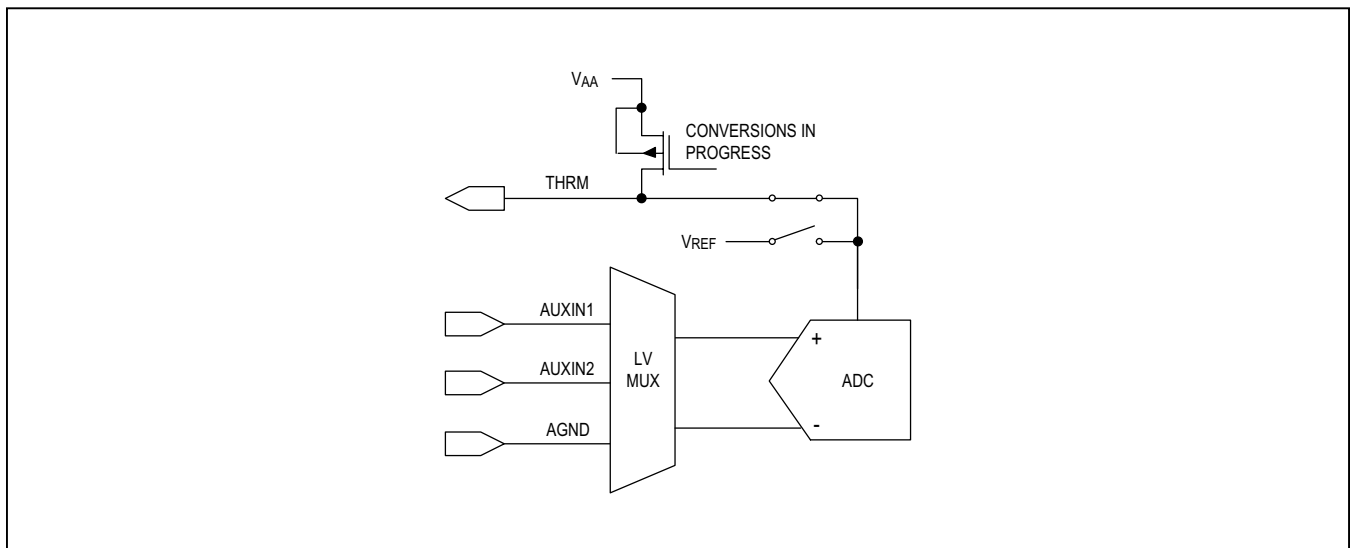 VAA
CONVERSIONS IN
PROGRESS
THRM
VREF
AUXIN1
LV
MUX
AUXIN2
AGND
+
ADC
-